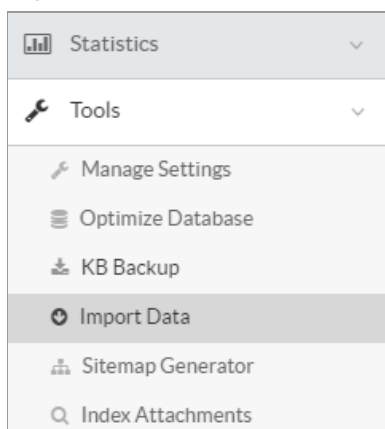 Statistics
Tools
Manage Settings
Optimize Database
KB Backup
Import Data
Sitemap Generator
Index Attachments